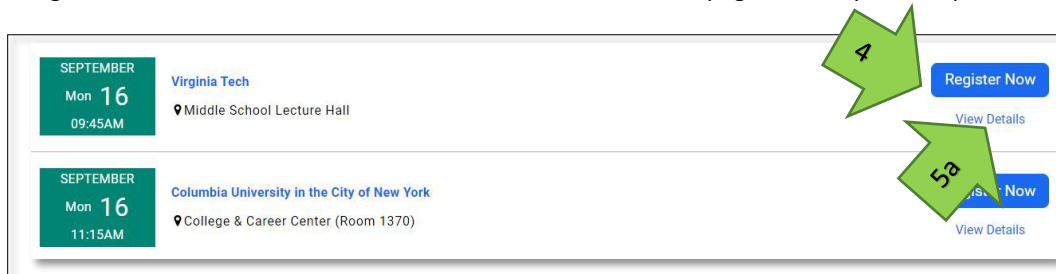 SEPTEMBER
Mon 16
09:45AM
Virginia Tech
Middle School Lecture Hall
Register Now
View Details
4
5a
SEPTEMBER
Mon 16
11:15AM
Columbia University in the City of New York
College & Career Center (Room 1370)
Now
View Details